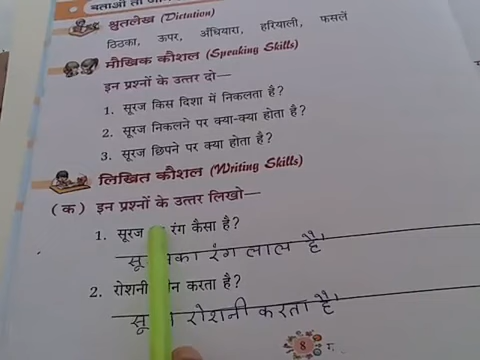 बताओ तो जानें
श्रुतलेख (Dictation)
ठिठका, ऊपर, अँधियारा, हरियाली, फसलें
मौखिक कौशल (Speaking Skills)
इन प्रश्नों के उत्तर दो—
1. सूरज किस दिशा में निकलता है?
2. सूरज निकलने पर क्या-क्या होता है?
3. सूरज छिपने पर क्या होता है?
लिखित कौशल (Writing Skills)
(क) इन प्रश्नों के उत्तर लिखो—
1. सूरज रंग कैसा है?
रंग लाल है।
2. रोशनी करता है?
रोशनी करता है।
8